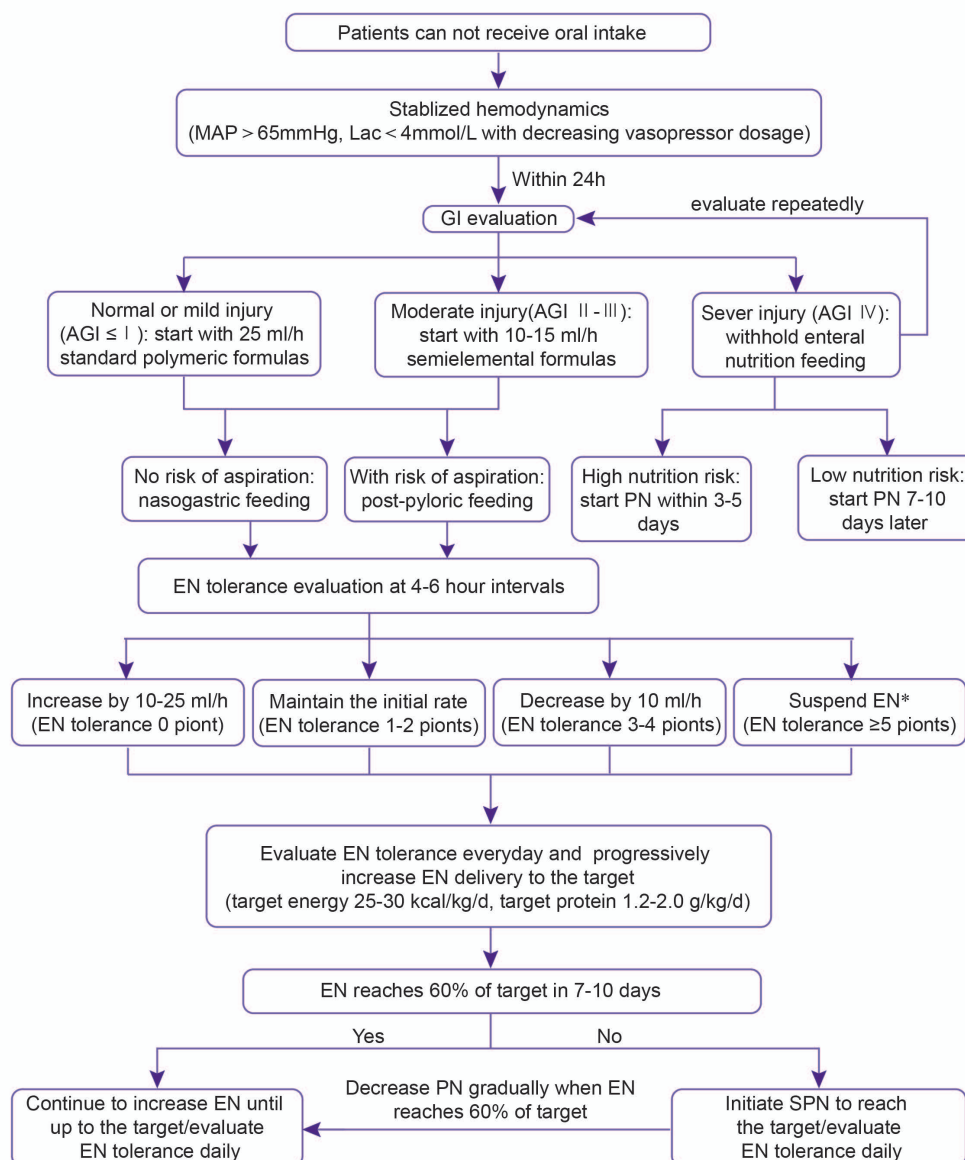 Patients can not receive oral intake
Stablized hemodynamics
(MAP＞65mmHg, Lac＜4mmol/L with decreasing vasopressor dosage)
Within 24h
evaluate repeatedly
GI evaluation
Normal or mild injury
(AGI ≤ Ⅰ): start with 25 ml/h
standard polymeric formulas
Moderate injury(AGI Ⅱ-Ⅲ):
start with 10-15 ml/h
semielemental formulas
Sever injury (AGI Ⅳ):
withhold enteral
nutrition feeding
No risk of aspiration:
nasogastric feeding
With risk of aspiration:
post-pyloric feeding
High nutrition risk:
start PN within 3-5
days
Low nutrition risk:
start PN 7-10
days later
EN tolerance evaluation at 4-6 hour intervals
Increase by 10-25 ml/h
(EN tolerance 0 piont)
Maintain the initial rate
(EN tolerance 1-2 pionts)
Decrease by 10 ml/h
(EN tolerance 3-4 pionts)
Suspend EN*
(EN tolerance ≥5 pionts)
Evaluate EN tolerance everyday and progressively
increase EN delivery to the target
(target energy 25-30 kcal/kg/d, target protein 1.2-2.0 g/kg/d)
EN reaches 60% of target in 7-10 days
Yes
No
Continue to increase EN until
up to the target/evaluate
EN tolerance daily
Decrease PN gradually when EN
reaches 60% of target
Initiate SPN to reach
the target/evaluate
EN tolerance daily